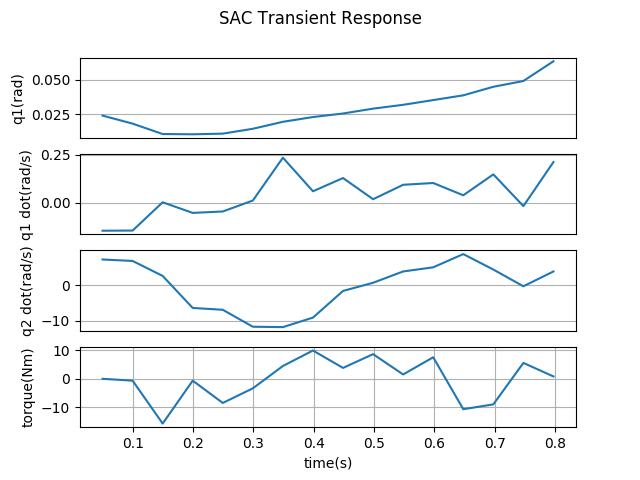 SAC Transient Response
q1(rad)
0.050
0.025
q1 dot(rad/s)
0.25
0.00
q2 dot(rad/s)
0
−10
torque(Nm)
10
0
−10
0.1 0.2 0.3 0.4 0.5 0.6 0.7 0.8
time(s)